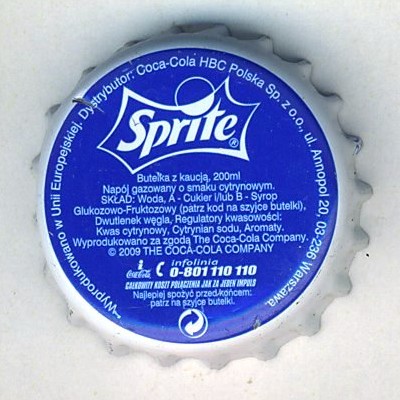 Wyprodukowano w Unii Europejskiej. Dystrybutor: Coca-Cola HBC Polska Sp. z o.o., ul. Annopol 20, 03-236 Warszawa.
Sprite®
Butelka z kaucją, 200ml
Napój gazowany o smaku cytrynowym.
SKŁAD: Woda, A - Cukier i/lub B - Syrop
Glukozowo-Fruktozowy (patrz kod na szyjce butelki),
Dwutlenek węgla, Regulatory kwasowości:
Kwas cytrynowy, Cytrynian sodu, Aromaty.
Wyprodukowano za zgodą The Coca-Cola Company.
© 2009 THE COCA-COLA COMPANY
infolinia
Coca-Cola 0-801 110 110
CAŁKOWITY KOSZT POŁĄCZENIA JAK ZA JEDEN IMPULS
Najlepiej spożyć przed końcem:
patrz na szyjce butelki.